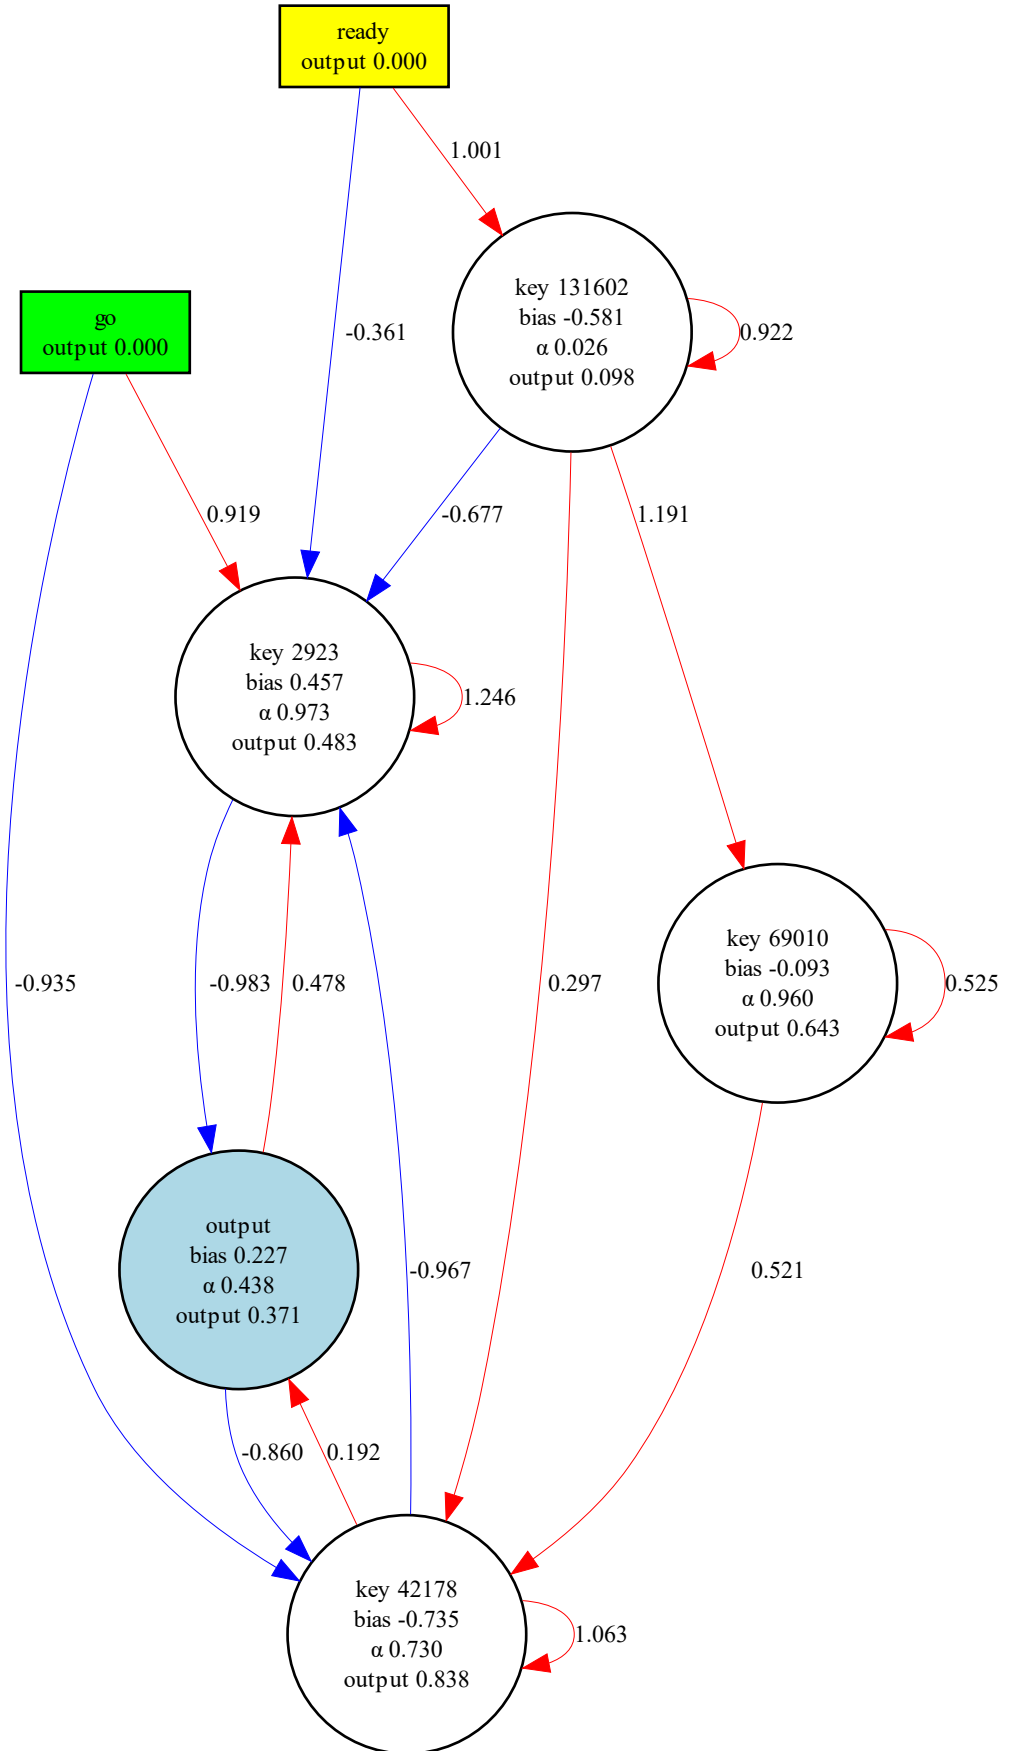 ready
output 0.000
1.001
key 131602
bias -0.581
α 0.026
output 0.098
0.922
go
output 0.000
-0.361
0.919
-0.677
1.191
key 2923
bias 0.457
α 0.973
output 0.483
1.246
key 69010
bias -0.093
α 0.960
output 0.643
0.525
-0.935
-0.983
0.478
0.297
output
bias 0.227
α 0.438
output 0.371
-0.967
0.521
-0.860
0.192
key 42178
bias -0.735
α 0.730
output 0.838
1.063